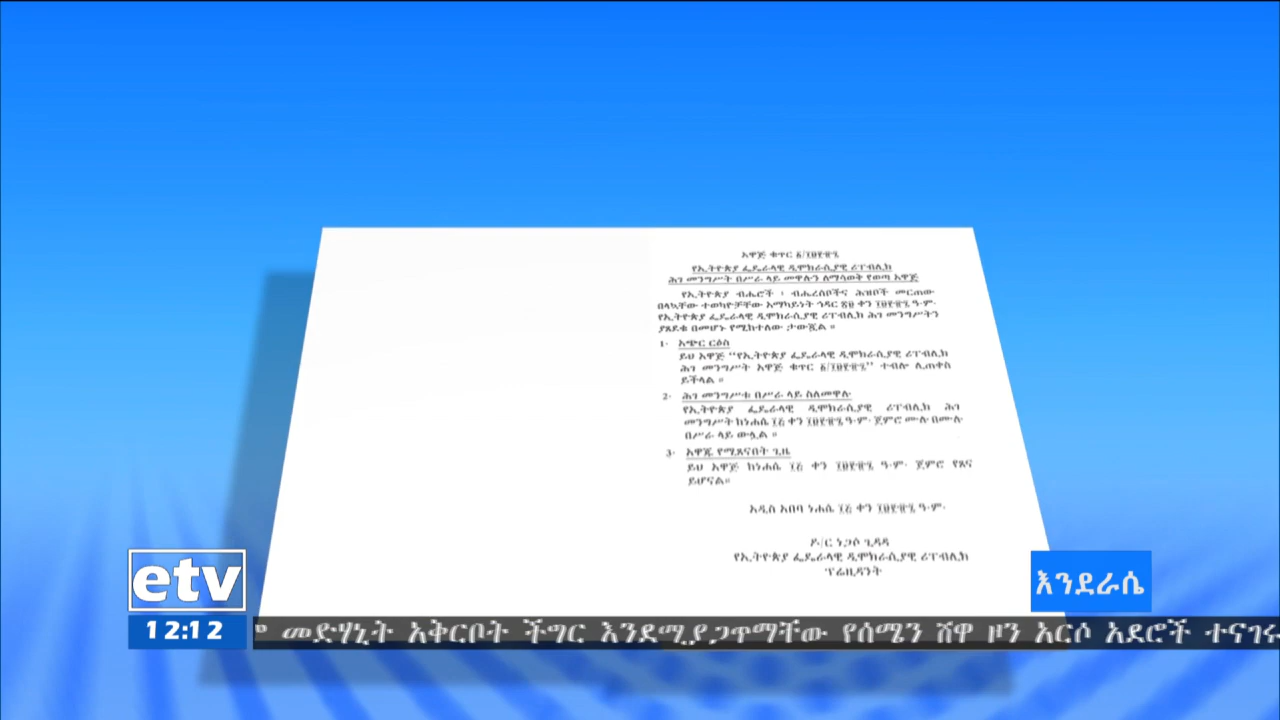 አዋጅ ቁጥር ፩/፲፱፻፹፯
የኢትዮጵያ ፌዴራላዊ ዲሞክራሲያዊ ሪፐብሊክ
ሕገ መንግሥት በሥራ ላይ መዋሉን ለማሳወቅ የወጣ አዋጅ
የኢትዮጵያ ብሔሮች ፡ ብሔረሰቦችና ሕዝቦች መርጠው
በላኳቸው ተወካዮቻቸው አማካይነት ኅዳር ፳፱ ቀን ፲፱፻፹፯ ዓ·ም·
የኢትዮጵያ ፌዴራላዊ ዲሞክራሲያዊ ሪፐብሊክ ሕገ መንግሥትን
ያጸደቁ በመሆኑ የሚከተለው ታውጇል ።
1· አጭር ርዕስ
ይህ አዋጅ “የኢትዮጵያ ፌዴራላዊ ዲሞክራሲያዊ ሪፐብሊክ
ሕገ መንግሥት አዋጅ ቁጥር ፩/፲፱፻፹፯” ተብሎ ሊጠቀስ
ይችላል ።
2· ሕገ መንግሥቱ በሥራ ላይ ስለመዋሉ
የኢትዮጵያ ፌዴራላዊ ዲሞክራሲያዊ ሪፐብሊክ ሕገ
መንግሥት ከነሐሴ ፲፭ ቀን ፲፱፻፹፯ ዓ·ም· ጀምሮ ሙሉ በሙሉ
በሥራ ላይ ውሏል ።
3· አዋጁ የሚጸናበት ጊዜ
ይህ አዋጅ ከነሐሴ ፲፭ ቀን ፲፱፻፹፯ ዓ·ም· ጀምሮ የጸና
ይሆናል።
አዲስ አበባ ነሐሴ ፲፭ ቀን ፲፱፻፹፯ ዓ·ም·
ዶ/ር ነጋሶ ጊዳዳ
የኢትዮጵያ ፌዴራላዊ ዲሞክራሲያዊ ሪፐብሊክ
ፕሬዚዳንት
etv
እንደራሴ
12:12
መድሃኒት አቅርቦት ችግር እንደሚያጋጥማቸው የሰሜን ሸዋ ዞን አርሶ አደሮች ተናገሩ